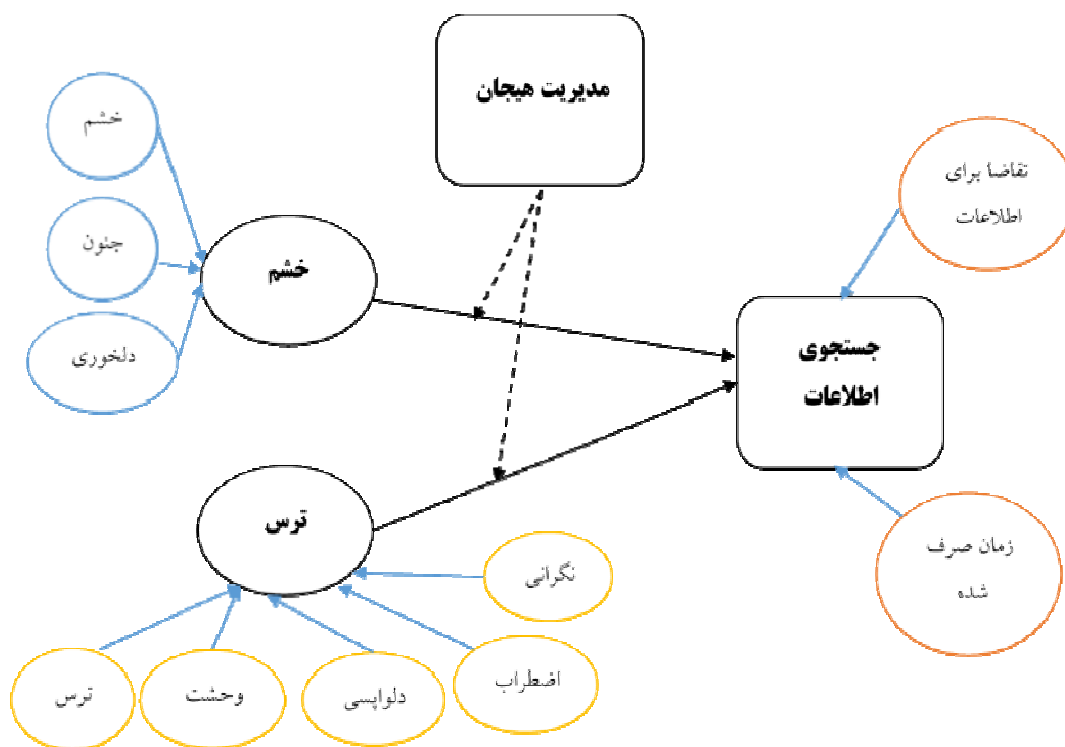 مدیریت هیجان
خشم
تقاضا برای
اطلاعات
جنون
خشم
دلخوری
جستجوی
اطلاعات
ترس
نگرانی
زمان صرف
شده
اضطراب
دلواپسی
وحشت
ترس